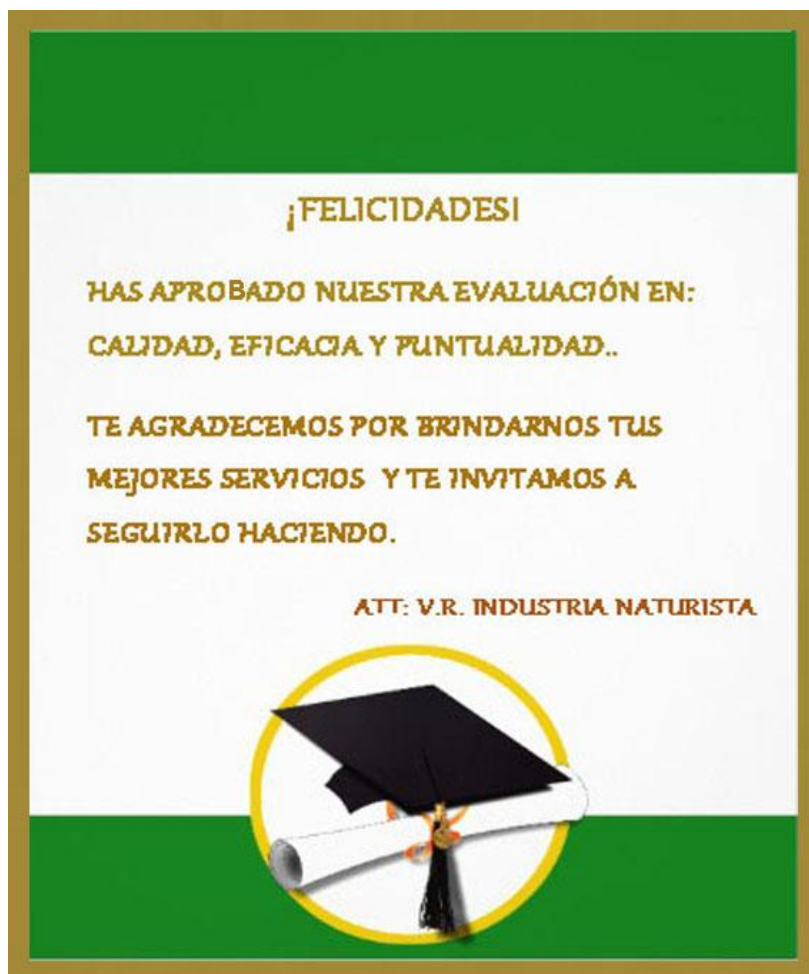 ¡FELICIDADES!
HAS APROBADO NUESTRA EVALUACIÓN EN:
CALIDAD, EFICACIA Y PUNTUALIDAD..
TE AGRADECEMOS POR BRINDARNOS TUS
MEJORES SERVICIOS Y TE INVITAMOS A
SEGUIRLO HACIENDO.
ATT: V.R. INDUSTRIA NATURISTA